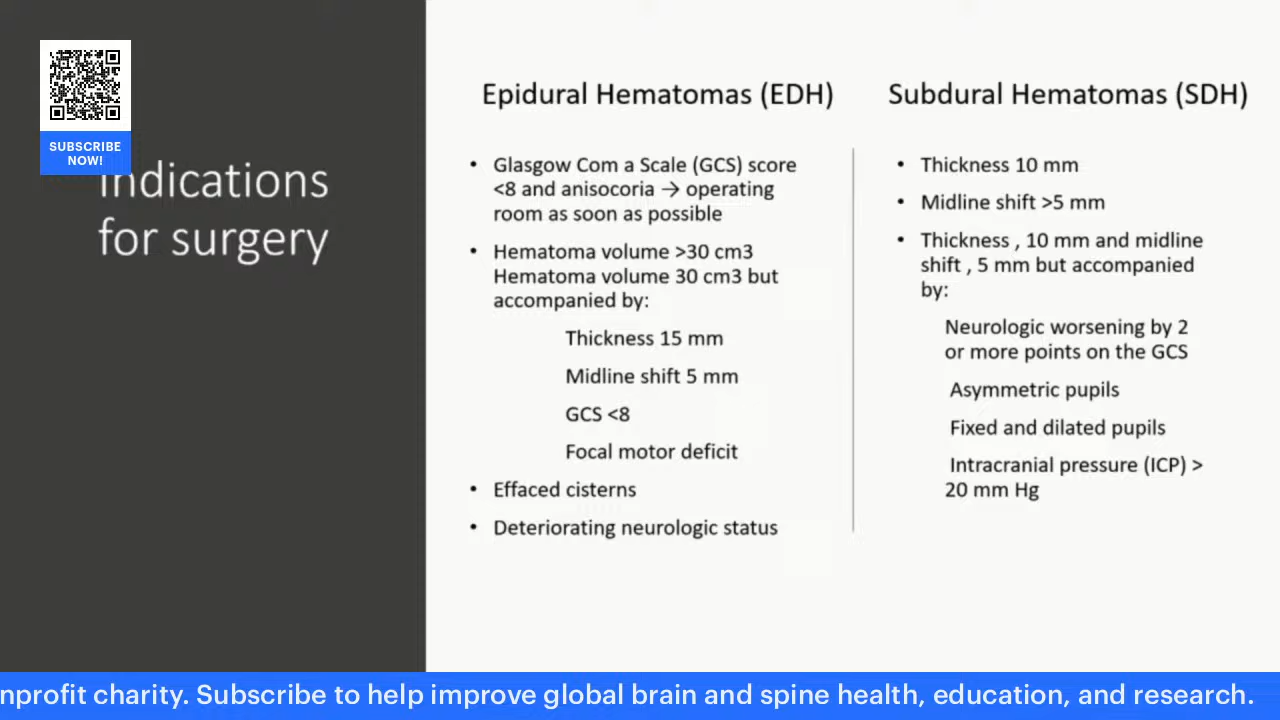 SUBSCRIBE
NOW!
Indications
for surgery
Epidural Hematomas (EDH)
• Glasgow Com a Scale (GCS) score
<8 and anisocoria → operating
room as soon as possible
• Hematoma volume >30 cm3
Hematoma volume 30 cm3 but
accompanied by:
Thickness 15 mm
Midline shift 5 mm
GCS <8
Focal motor deficit
• Effaced cisterns
• Deteriorating neurologic status
Subdural Hematomas (SDH)
• Thickness 10 mm
• Midline shift >5 mm
• Thickness , 10 mm and midline
shift , 5 mm but accompanied
by:
Neurologic worsening by 2
or more points on the GCS
Asymmetric pupils
Fixed and dilated pupils
Intracranial pressure (ICP) >
20 mm Hg
nprofit charity. Subscribe to help improve global brain and spine health, education, and research.